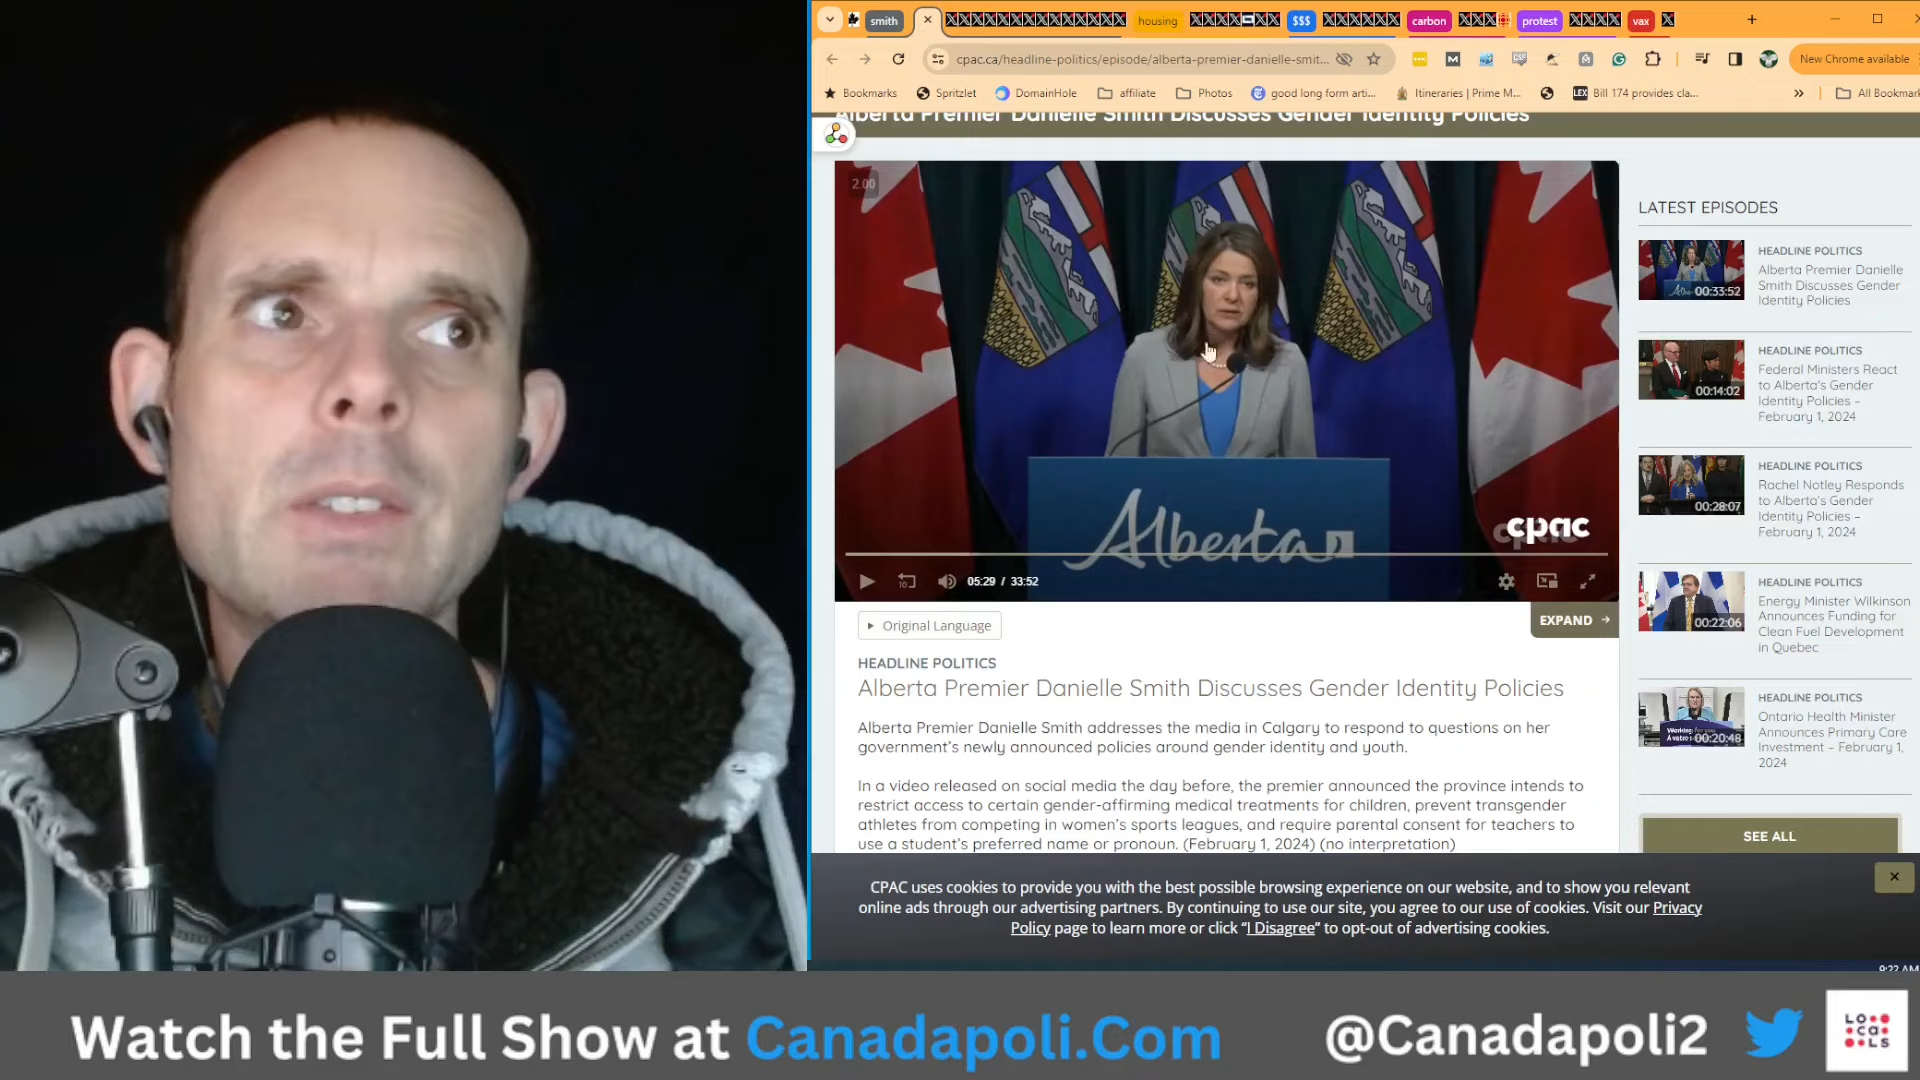 smith
housing
$$$
carbon
protest
vax
cpac.ca/headline-politics/episode/alberta-premier-danielle-smit...
New Chrome available
Bookmarks
Spritzlet
DomainHole
affiliate
Photos
good long form arti...
Itineraries | Prime M...
LEX
Bill 174 provides cla...
»
All Bookmark
Alberta Premier Danielle Smith Discusses Gender Identity Policies
2.00
Alberta
cpac
05:29 / 33:52
Original Language
EXPAND
HEADLINE POLITICS
Alberta Premier Danielle Smith Discusses Gender Identity Policies
Alberta Premier Danielle Smith addresses the media in Calgary to respond to questions on her
government's newly announced policies around gender identity and youth.
In a video released on social media the day before, the premier announced the province intends to
restrict access to certain gender-affirming medical treatments for children, prevent transgender
athletes from competing in women's sports leagues, and require parental consent for teachers to
use a student's preferred name or pronoun. (February 1, 2024) (no interpretation)
LATEST EPISODES
00:33:52
HEADLINE POLITICS
Alberta Premier Danielle
Smith Discusses Gender
Identity Policies
00:14:02
HEADLINE POLITICS
Federal Ministers React
to Alberta's Gender
Identity Policies –
February 1, 2024
00:28:07
HEADLINE POLITICS
Rachel Notley Responds
to Alberta's Gender
Identity Policies –
February 1, 2024
00:22:06
HEADLINE POLITICS
Energy Minister Wilkinson
Announces Funding for
Clean Fuel Development
in Quebec
00:20:48
HEADLINE POLITICS
Ontario Health Minister
Announces Primary Care
Investment – February 1,
2024
SEE ALL
CPAC uses cookies to provide you with the best possible browsing experience on our website, and to show you relevant
online ads through our advertising partners. By continuing to use our site, you agree to our use of cookies. Visit our Privacy
Policy page to learn more or click "I Disagree" to opt-out of advertising cookies.
9:22 AM
Watch the Full Show at Canadapoli.Com
@Canadapoli2
LOcaLS